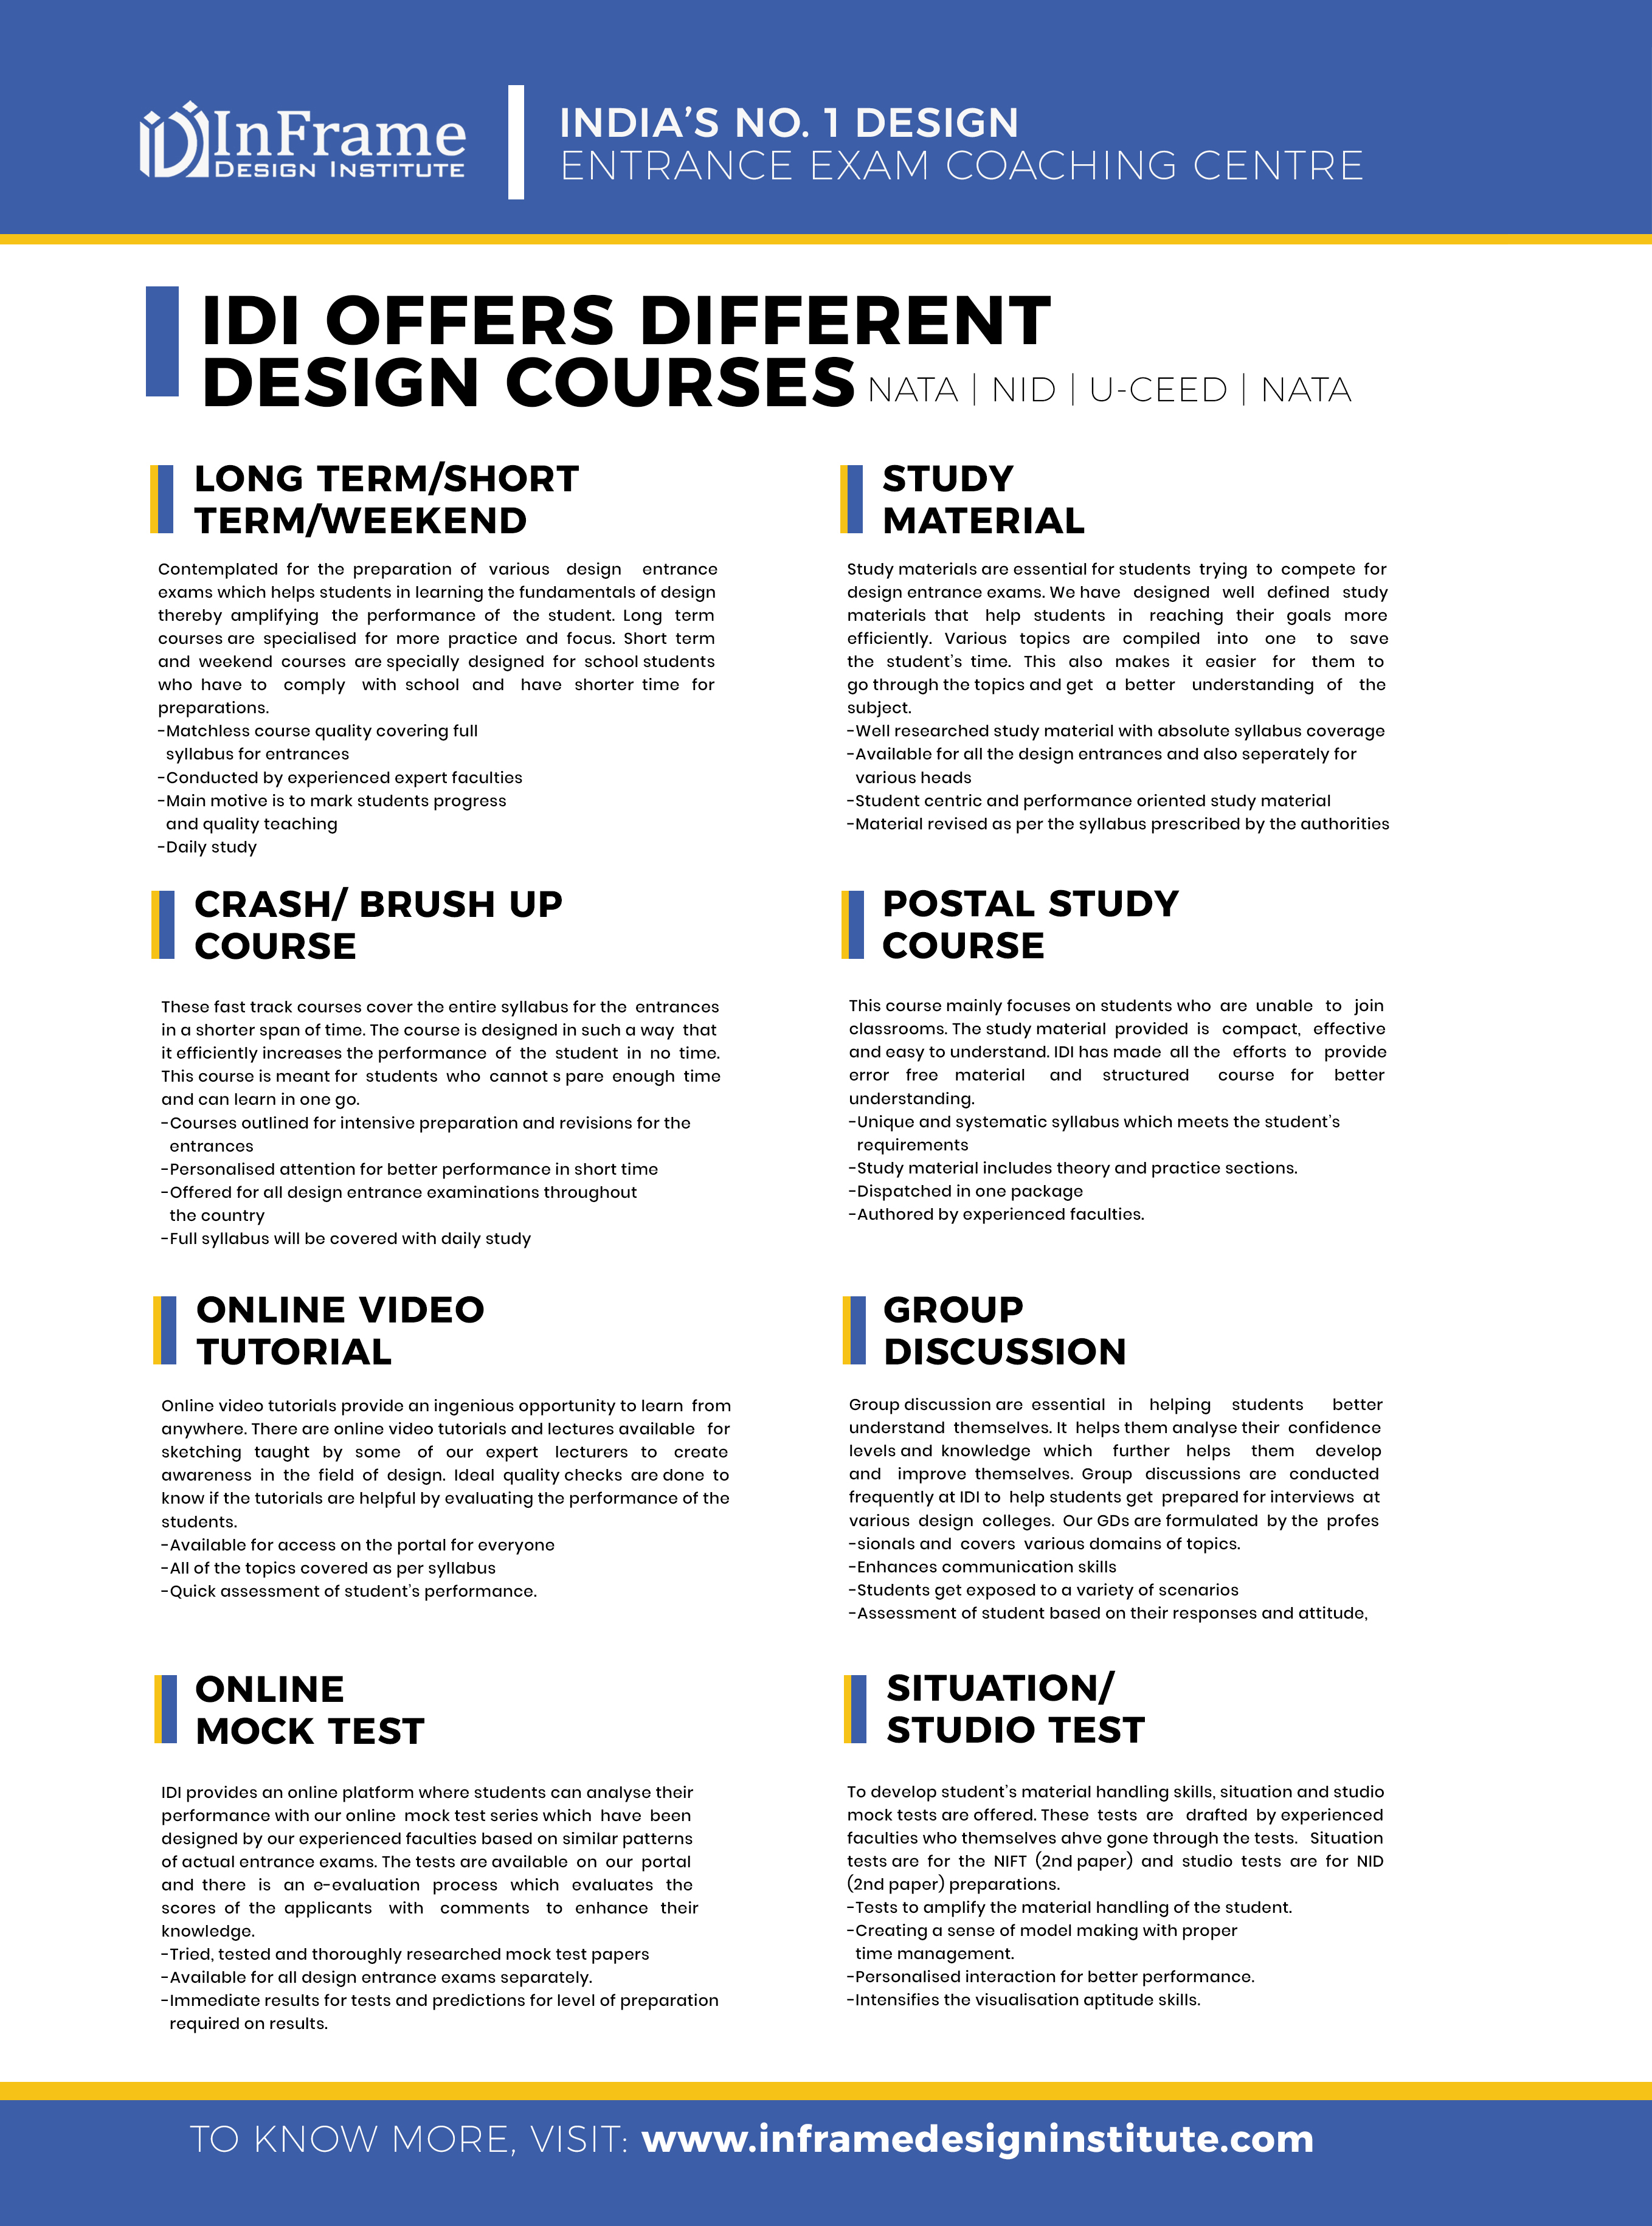 InFrame
DESIGN INSTITUTE
INDIA'S NO. 1 DESIGN
ENTRANCE EXAM COACHING CENTRE
IDI OFFERS DIFFERENT
DESIGN COURSES NATA | NID | U-CEED | NATA
LONG TERM/SHORT
TERM/WEEKEND
Contemplated for the preparation of various design entrance
exams which helps students in learning the fundamentals of design
thereby amplifying the performance of the student. Long term
courses are specialised for more practice and focus. Short term
and weekend courses are specially designed for school students
who have to comply with school and have shorter time for
preparations.
-Matchless course quality covering full
syllabus for entrances
-Conducted by experienced expert faculties
-Main motive is to mark students progress
and quality teaching
-Daily study
STUDY
MATERIAL
Study materials are essential for students trying to compete for
design entrance exams. We have designed well defined study
materials that help students in reaching their goals more
efficiently. Various topics are compiled into one to save
the student's time. This also makes it easier for them to
go through the topics and get a better understanding of the
subject.
-Well researched study material with absolute syllabus coverage
-Available for all the design entrances and also seperately for
various heads
-Student centric and performance oriented study material
-Material revised as per the syllabus prescribed by the authorities
CRASH/ BRUSH UP
COURSE
These fast track courses cover the entire syllabus for the entrances
in a shorter span of time. The course is designed in such a way that
it efficiently increases the performance of the student in no time.
This course is meant for students who cannot s pare enough time
and can learn in one go.
-Courses outlined for intensive preparation and revisions for the
entrances
-Personalised attention for better performance in short time
-Offered for all design entrance examinations throughout
the country
-Full syllabus will be covered with daily study
POSTAL STUDY
COURSE
This course mainly focuses on students who are unable to join
classrooms. The study material provided is compact, effective
and easy to understand. IDI has made all the efforts to provide
error free material and structured course for better
understanding.
-Unique and systematic syllabus which meets the student's
requirements
-Study material includes theory and practice sections.
-Dispatched in one package
-Authored by experienced faculties.
ONLINE VIDEO
TUTORIAL
Online video tutorials provide an ingenious opportunity to learn from
anywhere. There are online video tutorials and lectures available for
sketching taught by some of our expert lecturers to create
awareness in the field of design. Ideal quality checks are done to
know if the tutorials are helpful by evaluating the performance of the
students.
-Available for access on the portal for everyone
-All of the topics covered as per syllabus
-Quick assessment of student's performance.
GROUP
DISCUSSION
Group discussion are essential in helping students better
understand themselves. It helps them analyse their confidence
levels and knowledge which further helps them develop
and improve themselves. Group discussions are conducted
frequently at IDI to help students get prepared for interviews at
various design colleges. Our GDs are formulated by the profes
-sionals and covers various domains of topics.
-Enhances communication skills
-Students get exposed to a variety of scenarios
-Assessment of student based on their responses and attitude,
ONLINE
MOCK TEST
IDI provides an online platform where students can analyse their
performance with our online mock test series which have been
designed by our experienced faculties based on similar patterns
of actual entrance exams. The tests are available on our portal
and there is an e-evaluation process which evaluates the
scores of the applicants with comments to enhance their
knowledge.
-Tried, tested and thoroughly researched mock test papers
-Available for all design entrance exams separately.
-Immediate results for tests and predictions for level of preparation
required on results.
SITUATION/
STUDIO TEST
To develop student's material handling skills, situation and studio
mock tests are offered. These tests are drafted by experienced
faculties who themselves ahve gone through the tests. Situation
tests are for the NIFT (2nd paper) and studio tests are for NID
(2nd paper) preparations.
-Tests to amplify the material handling of the student.
-Creating a sense of model making with proper
time management.
-Personalised interaction for better performance.
-Intensifies the visualisation aptitude skills.
TO KNOW MORE, VISIT: www.inframedesigninstitute.com